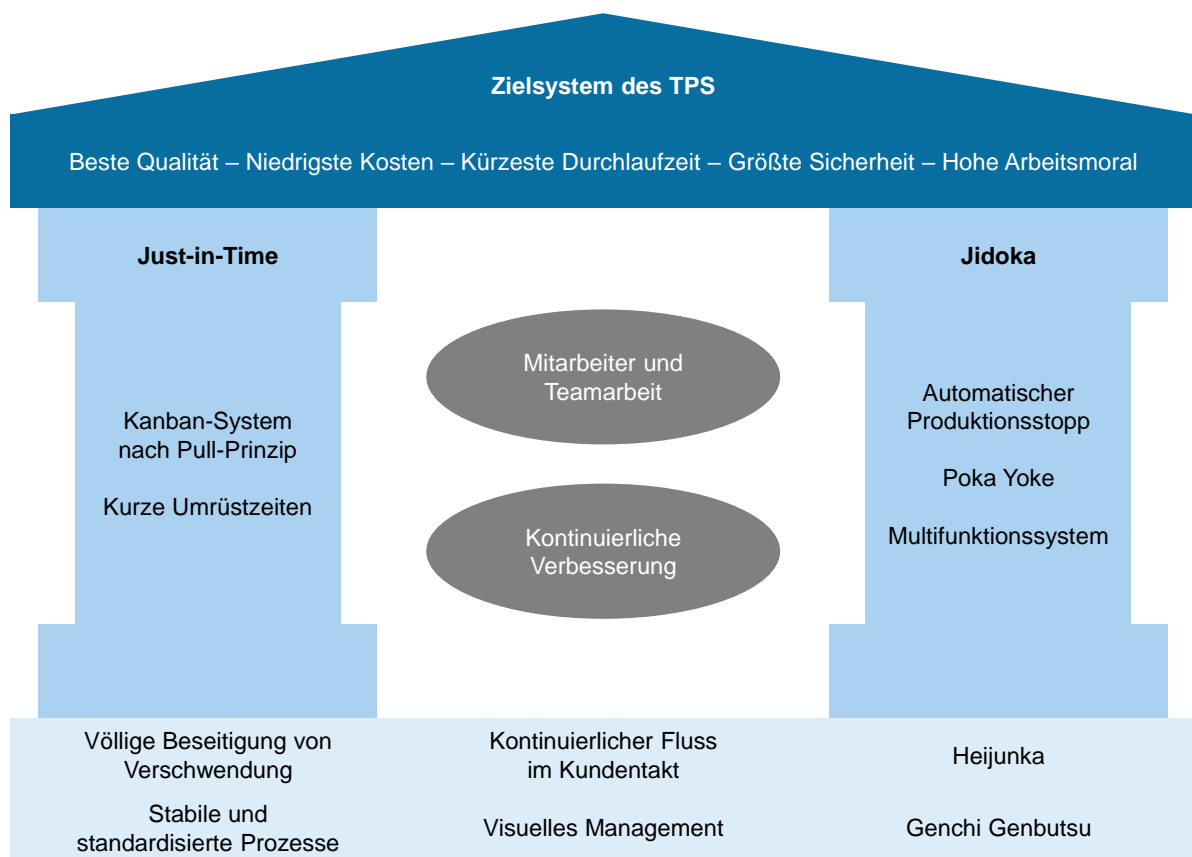 Zielsystem des TPS
Beste Qualität – Niedrigste Kosten – Kürzeste Durchlaufzeit – Größte Sicherheit – Hohe Arbeitsmoral
Just-in-Time
Kanban-System
nach Pull-Prinzip
Kurze Umrüstzeiten
Mitarbeiter und
Teamarbeit
Kontinuierliche
Verbesserung
Jidoka
Automatischer
Produktionsstopp
Poka Yoke
Multifunktionssystem
Völlige Beseitigung von
Verschwendung
Kontinuierlicher Fluss
im Kundentakt
Heijunka
Stabile und
standardisierte Prozesse
Visuelles Management
Genchi Genbutsu